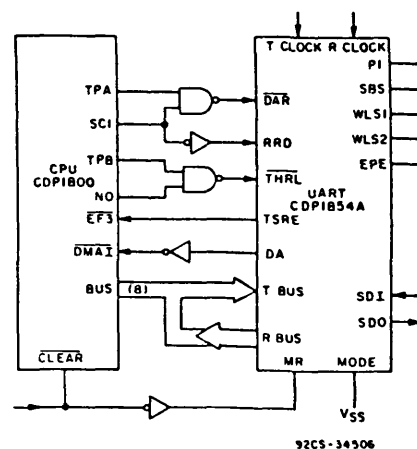 T CLOCK R CLOCK
PI
TPA
DAR
SBS
SC1
WLS1
RRD
WLS2
CPU
CDP1800
TPB
THRL
EPE
UART
CDP1854A
NO
EF3
TSRE
DMAI
DA
BUS (8)
T BUS
SDI
R BUS
SDO
CLEAR
MR MODE
VSS
92CS-34506